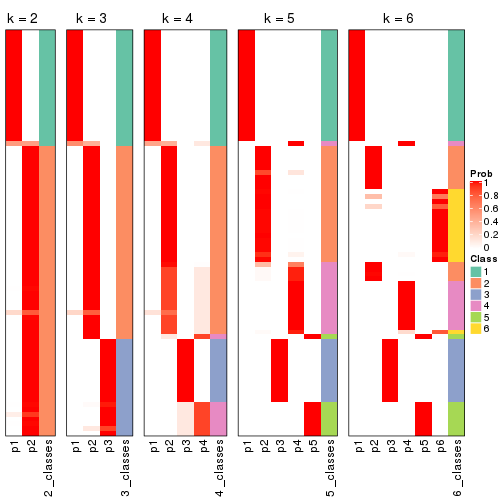 k = 2
k = 3
k = 4
k = 5
k = 6
Prob
1
0.8
0.6
0.4
0.2
0
Class
1
2
3
4
5
6
p1
p2
2_classes
p1
p2
p3
3_classes
p1
p2
p3
p4
4_classes
p1
p2
p3
p4
p5
5_classes
p1
p2
p3
p4
p5
p6
6_classes